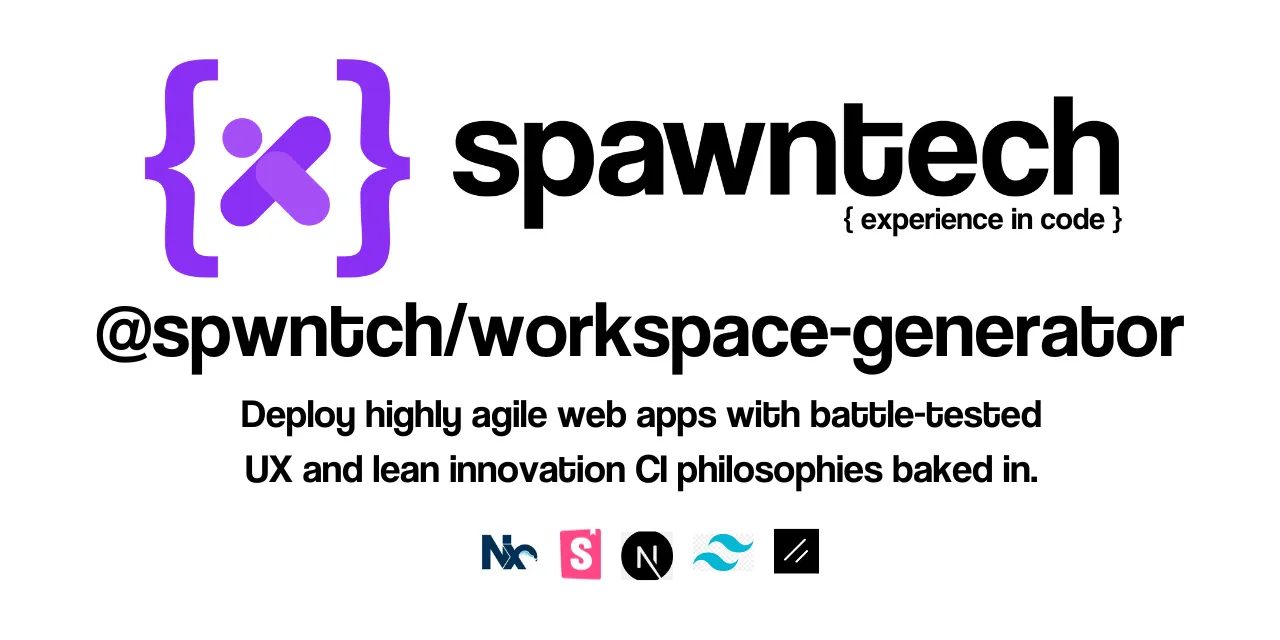 spawntech
{ experience in code }
@spwntch/workspace-generator
Deploy highly agile web apps with battle-tested
UX and lean innovation CI philosophies baked in.
Nx S N